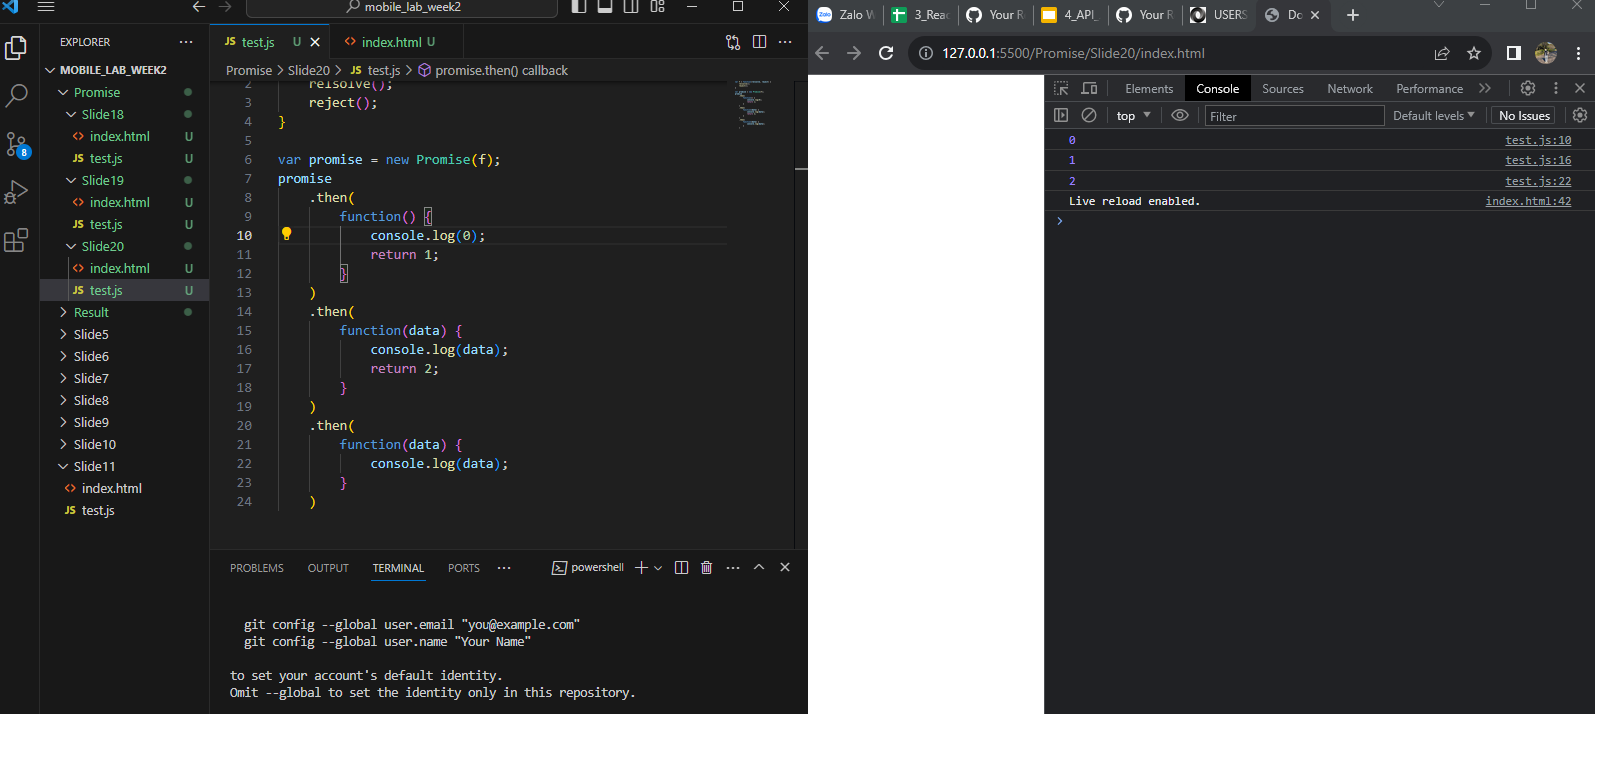 mobile_lab_week2
EXPLORER
MOBILE_LAB_WEEK2
Promise
Slide18
index.html U
test.js U
Slide19
index.html U
test.js U
Slide20
index.html U
JS test.js U
Result
Slide5
Slide6
Slide7
Slide8
Slide9
Slide10
Slide11
index.html
JS test.js
8
JS test.js U
index.html U
Promise > Slide20 > JS test.js > promise.then() callback
2 relsolve();
3 reject();
4 }
5
6 var promise = new Promise(f);
7 promise
8 .then(
9 function() {
10 console.log(0);
11 return 1;
12 }
13 )
14 .then(
15 function(data) {
16 console.log(data);
17 return 2;
18 }
19 )
20 .then(
21 function(data) {
22 console.log(data);
23 }
24 )
PROBLEMS OUTPUT TERMINAL PORTS powershell
git config --global user.email "you@example.com"
git config --global user.name "Your Name"
to set your account's default identity.
Omit --global to set the identity only in this repository.
Zalo Zalo W 3_Reac Your R 4_API_ Your R USERS Do
127.0.0.1:5500/Promise/Slide20/index.html
Elements Console Sources Network Performance
top Filter Default levels No Issues
0 test.js:10
1 test.js:16
2 test.js:22
Live reload enabled. index.html:42